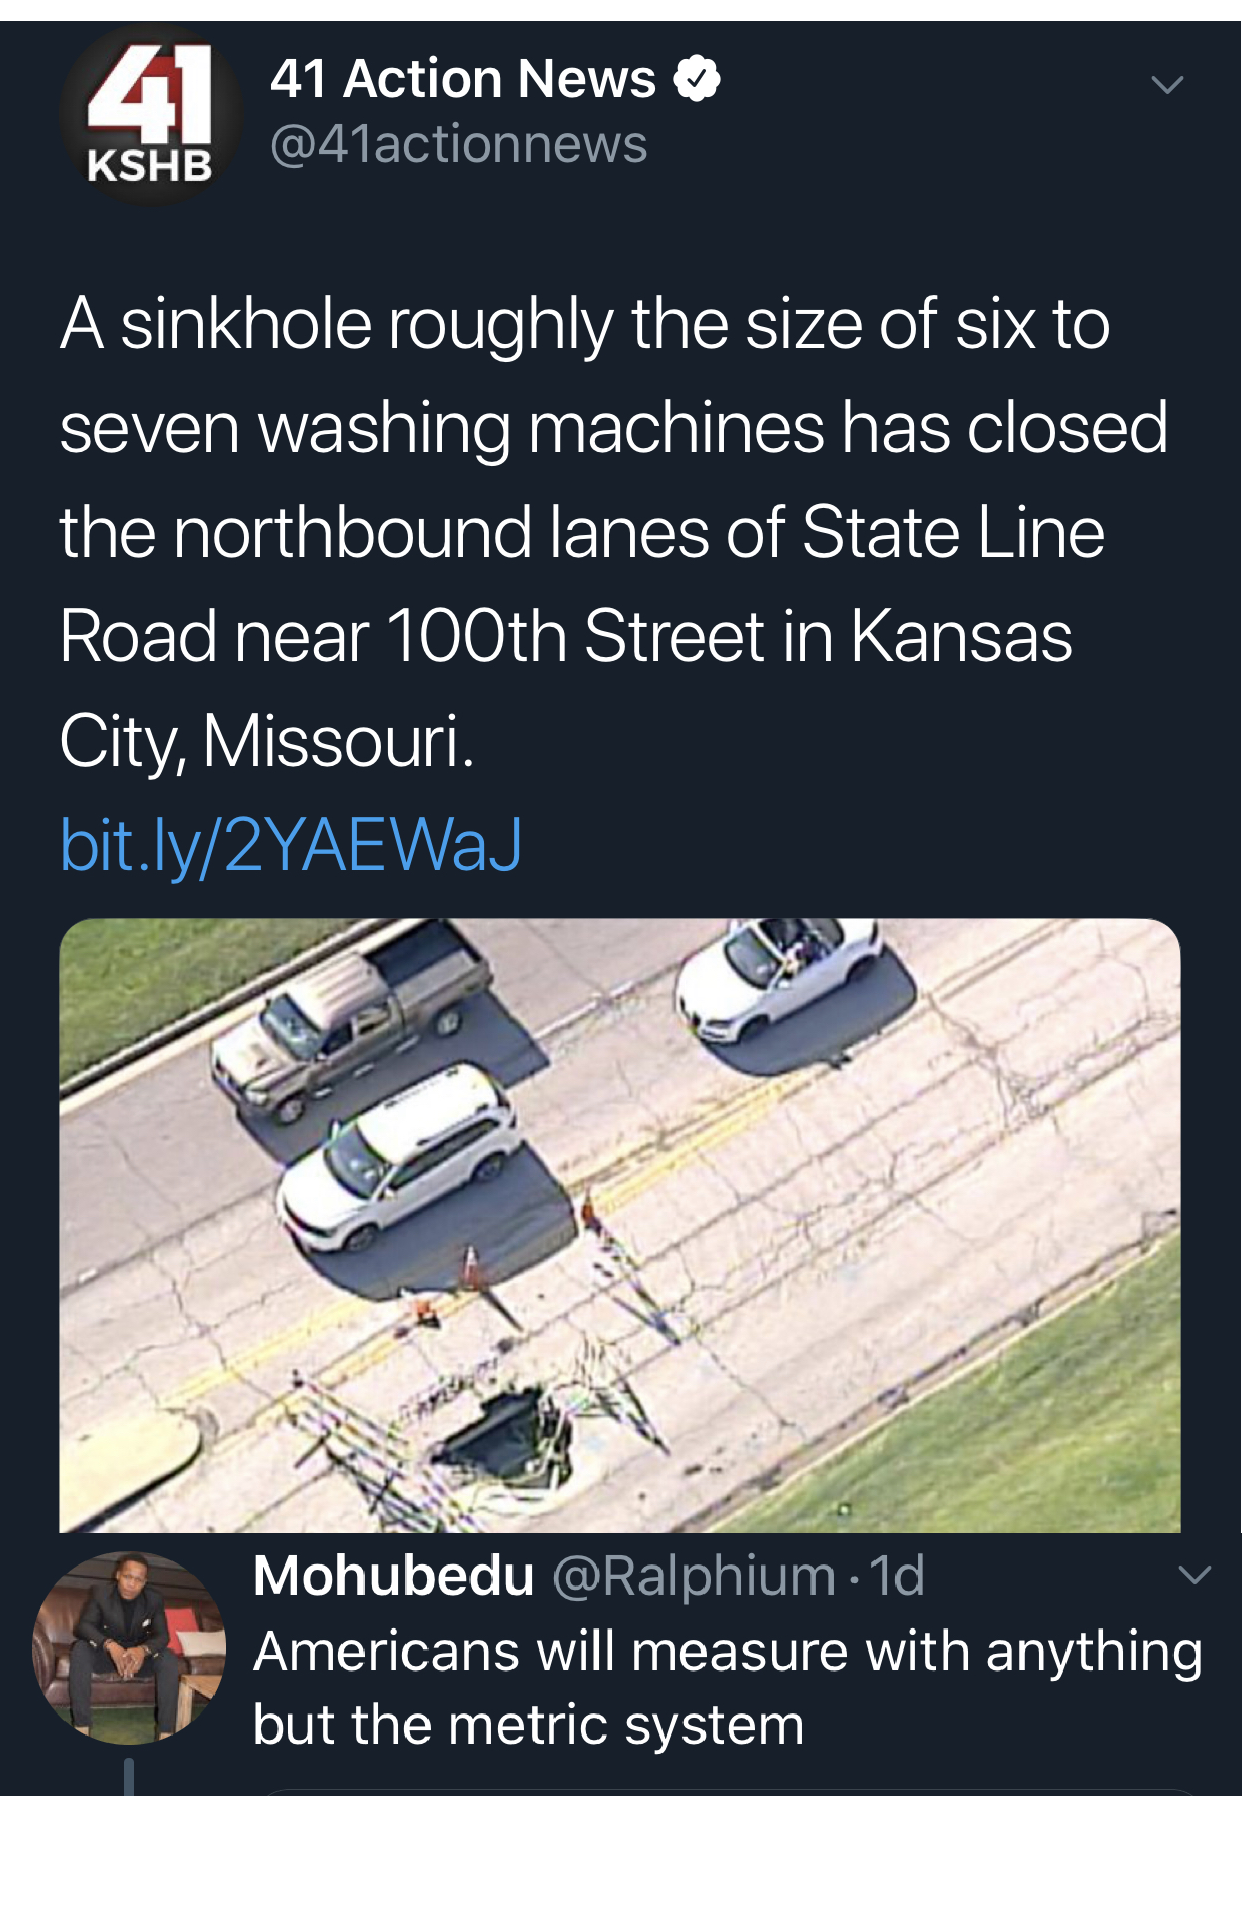 41
KSHB
41 Action News
@41actionnews
A sinkhole roughly the size of six to
seven washing machines has closed
the northbound lanes of State Line
Road near 100th Street in Kansas
City, Missouri.
bit.ly/2YAEWaJ
Mohubedu @Ralphium · 1d
Americans will measure with anything
but the metric system